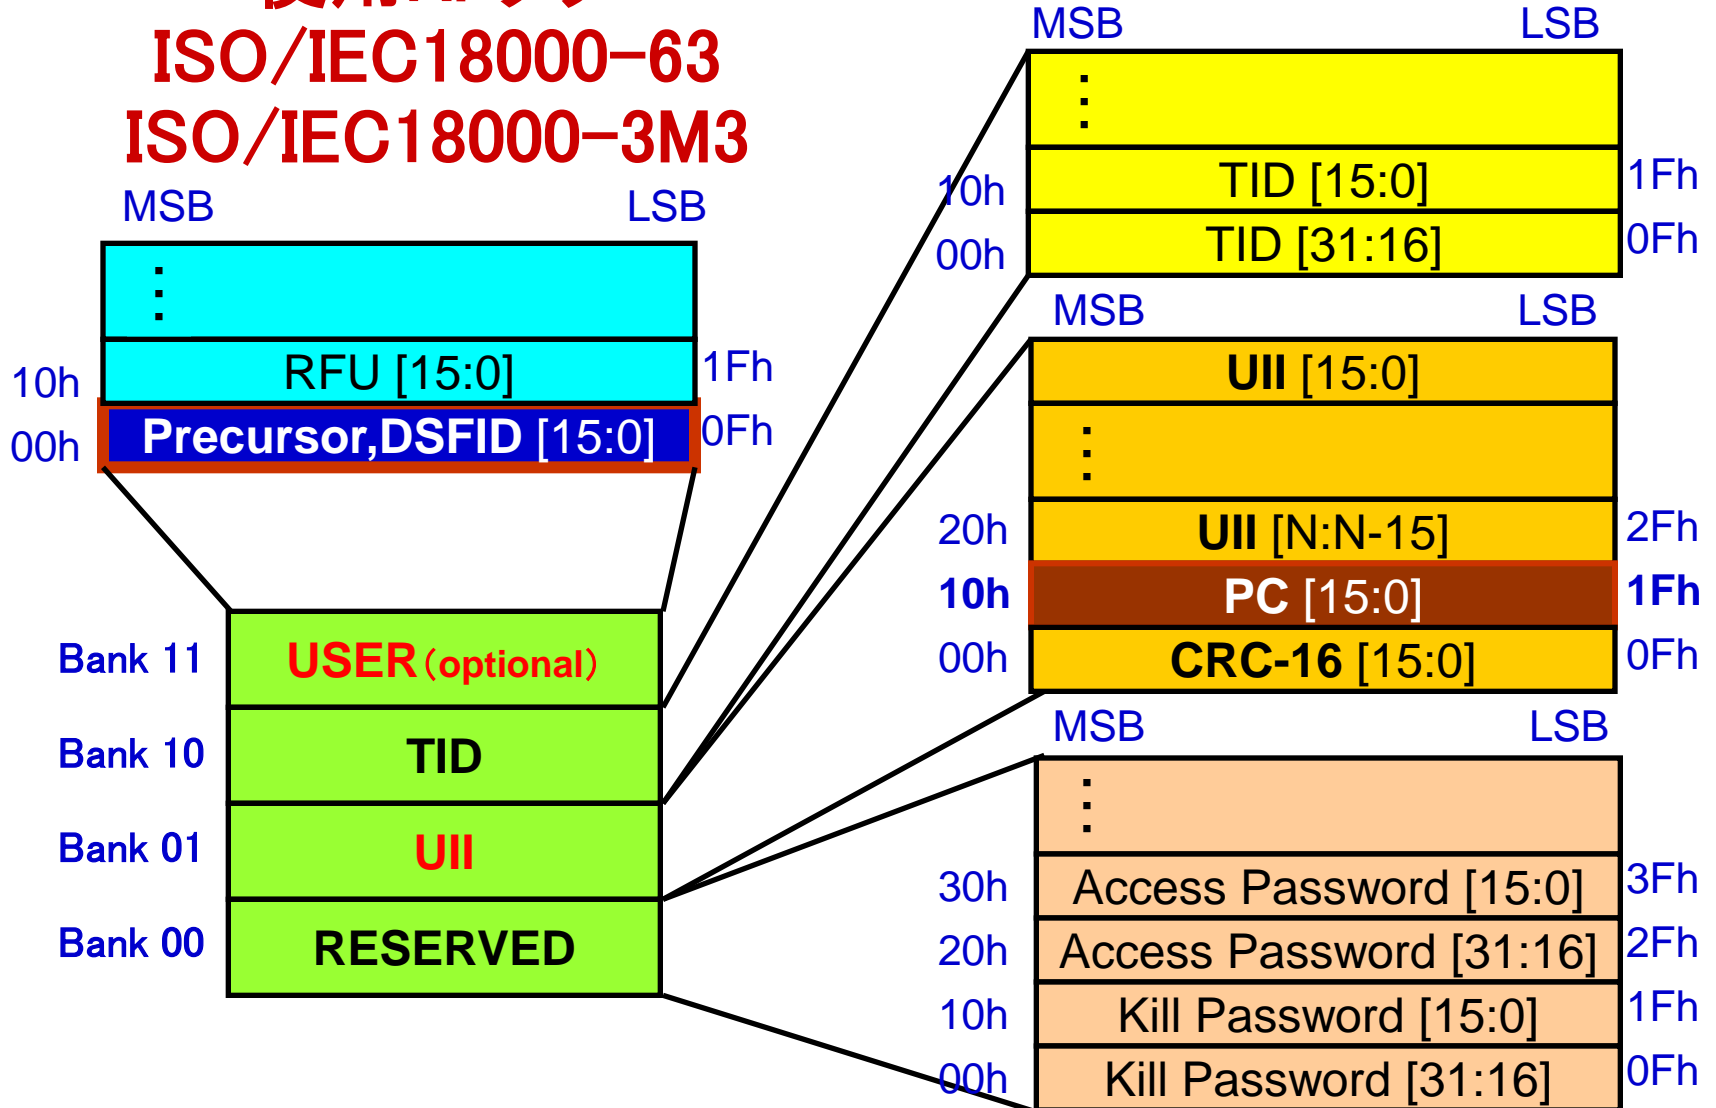 ISO/IEC18000-63
ISO/IEC18000-3M3
MSB LSB
⋮
10h RFU [15:0] 1Fh
00h Precursor,DSFID [15:0] 0Fh
Bank 11 USER（optional）
Bank 10 TID
Bank 01 UII
Bank 00 RESERVED
MSB LSB
⋮
10h TID [15:0] 1Fh
00h TID [31:16] 0Fh
MSB LSB
UII [15:0]
⋮
20h UII [N:N-15] 2Fh
10h PC [15:0] 1Fh
00h CRC-16 [15:0] 0Fh
MSB LSB
⋮
30h Access Password [15:0] 3Fh
20h Access Password [31:16] 2Fh
10h Kill Password [15:0] 1Fh
00h Kill Password [31:16] 0Fh